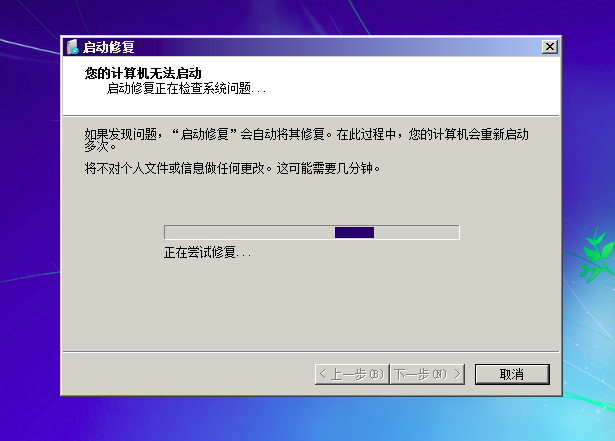 启动修复
您的计算机无法启动
启动修复正在检查系统问题...
如果发现问题，“启动修复”会自动将其修复。在此过程中，您的计算机会重新启动
多次。
将不对个人文件或信息做任何更改。这可能需要几分钟。
正在尝试修复...
< 上一步(B) 下一步(N) > 取消